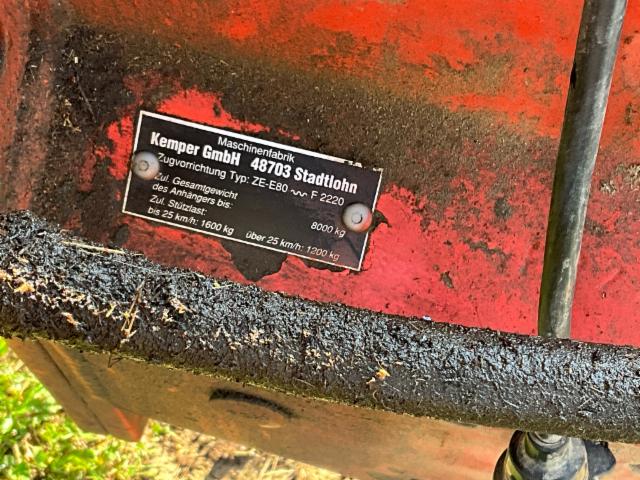 Maschinenfabrik
Kemper GmbH 48703 Stadtlohn
Zugvorrichtung Typ: ZE-E80 ~ F 2220
Zul. Gesamtgewicht
des Anhängers bis: 8000 kg
Zul. Stützlast:
bis 25 km/h: 1600 kg über 25 km/h: 1200 kg